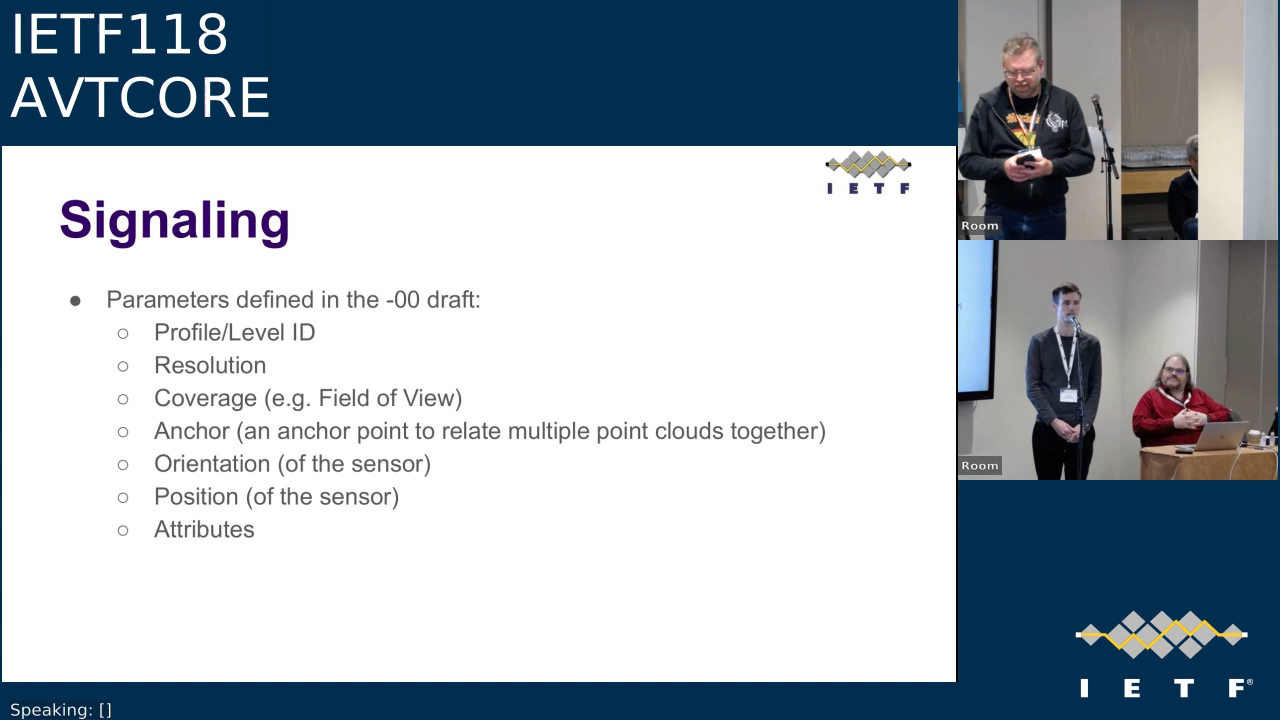 IETF118
AVTCORE
I E T F
Signaling
● Parameters defined in the -00 draft:
○ Profile/Level ID
○ Resolution
○ Coverage (e.g. Field of View)
○ Anchor (an anchor point to relate multiple point clouds together)
○ Orientation (of the sensor)
○ Position (of the sensor)
○ Attributes
Room
Room
I E T F®
Speaking: []